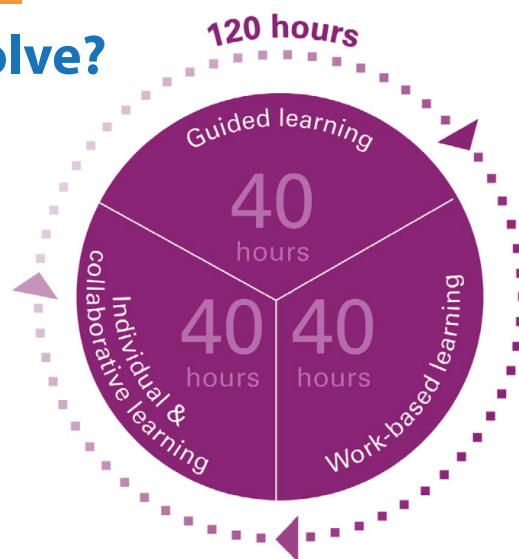 120 hours
olve?
Guided learning
40
hours
Individual &
collaborative learning
40
hours
40
hours
Work-based learning